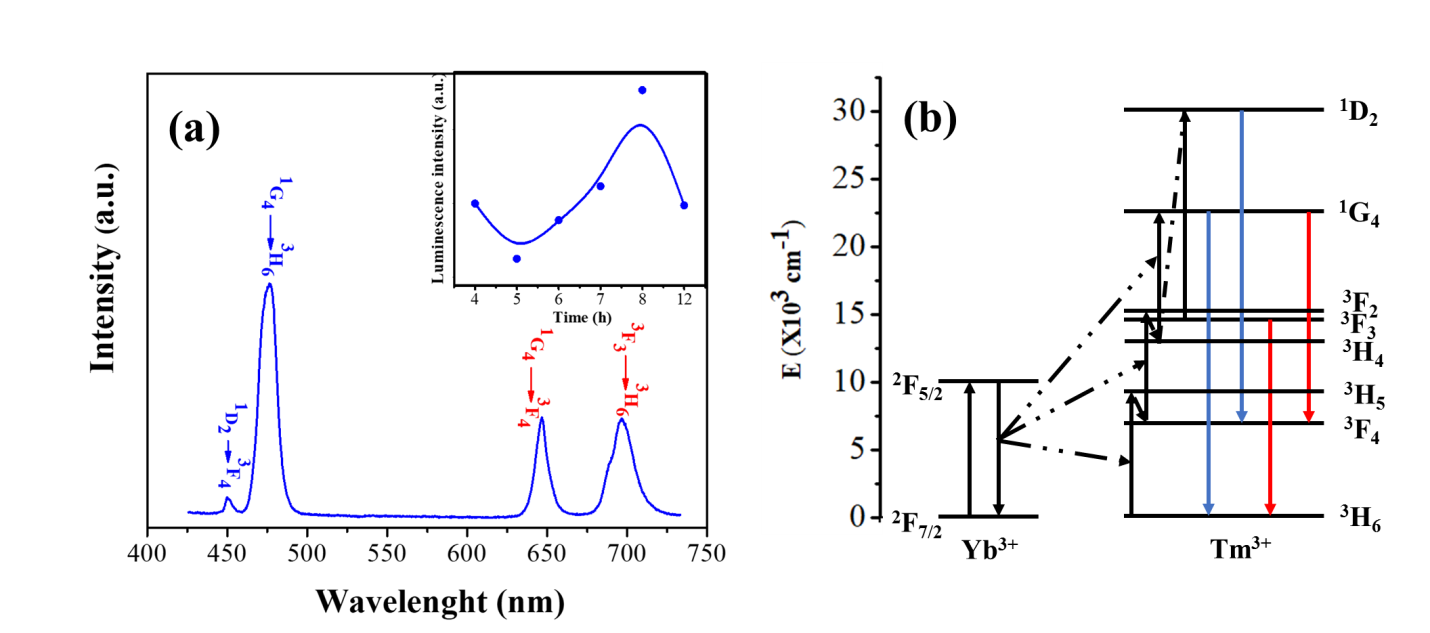 (a)
Intensity (a.u.)
¹G₄→³H₆
¹D₂→³F₄
¹G₄→³F₄
³F₃→³H₆
400 450 500 550 600 650 700 750
Wavelenght (nm)
Luminescence intensity (a.u.)
4 5 6 7 8 12
Time (h)
(b)
E (X10³ cm⁻¹)
30
25
20
15
10
5
0
²F₅/₂
²F₇/₂
Yb³⁺
¹D₂
¹G₄
³F₂
³F₃
³H₄
³H₅
³F₄
³H₆
Tm³⁺